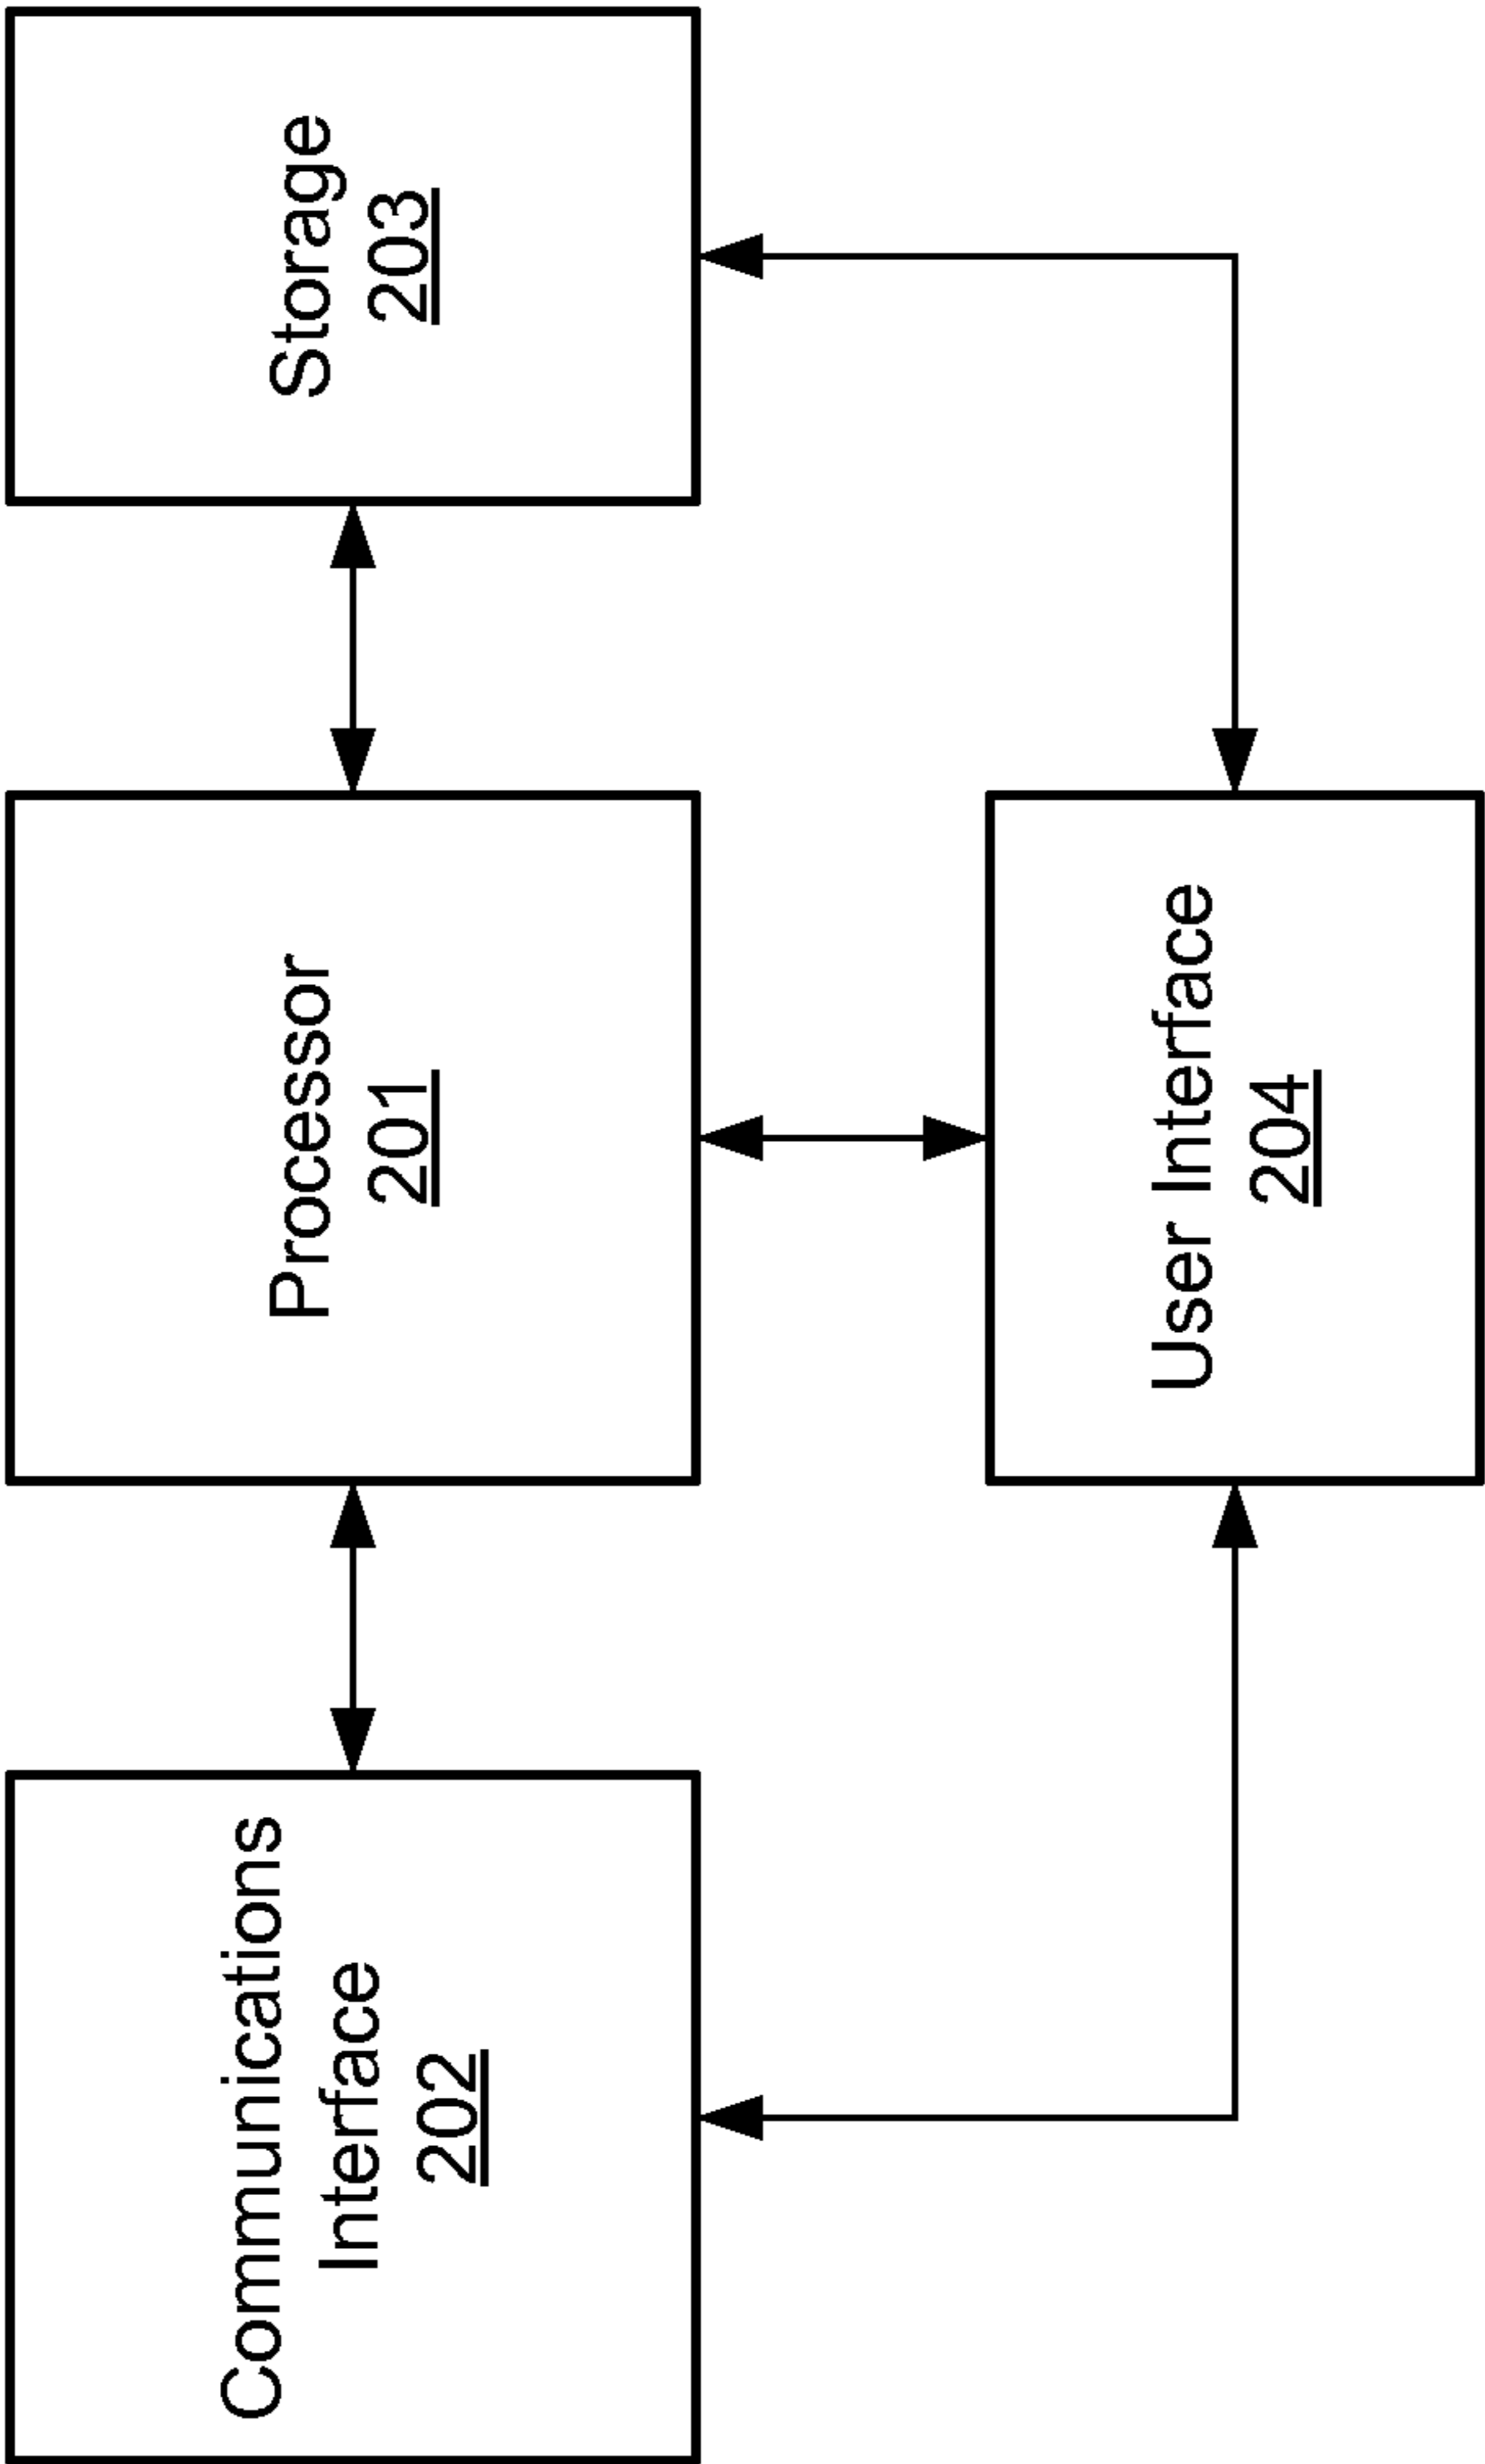 Communications
Interface
202
Processor
201
Storage
203
User Interface
204